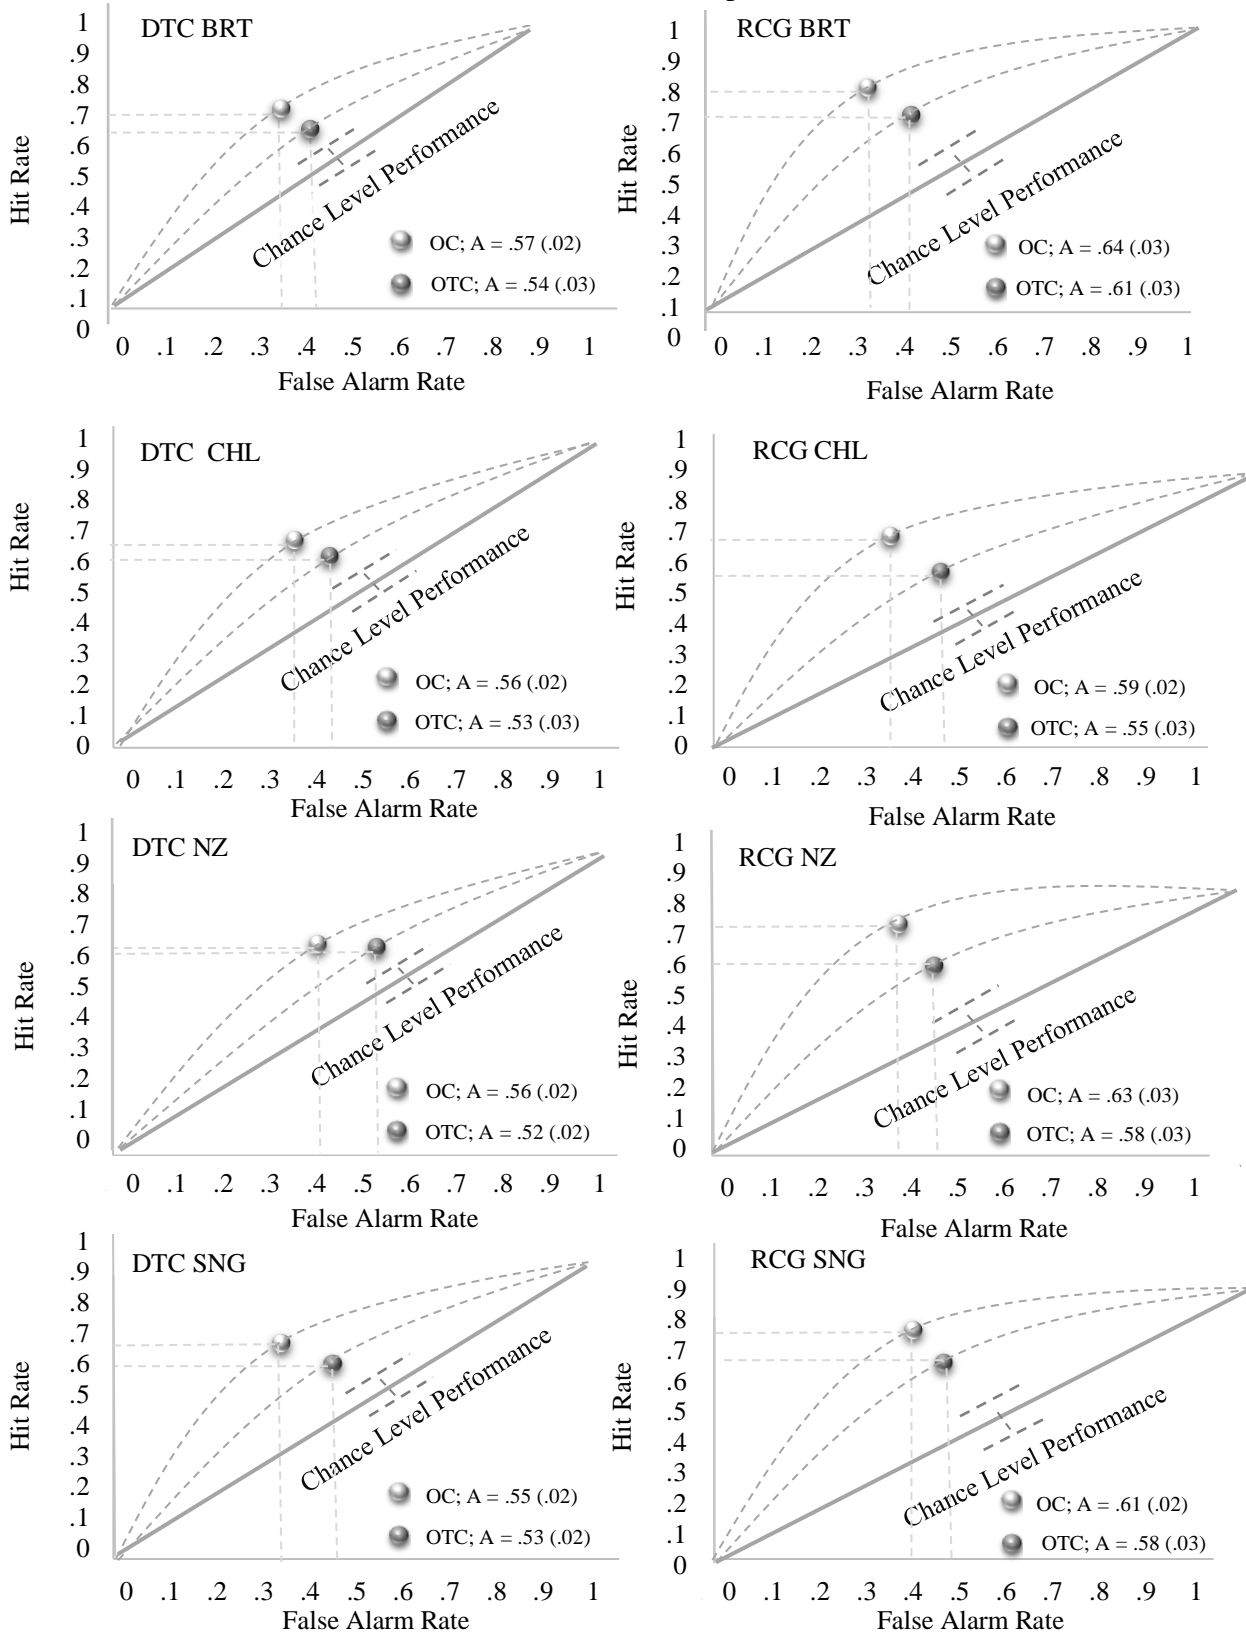 DTC BRT
Hit Rate
1
.9
.8
.7
.6
.5
.4
.3
.2
.1
0
Chance Level Performance
OC; A = .57 (.02)
OTC; A = .54 (.03)
0 .1 .2 .3 .4 .5 .6 .7 .8 .9 1
False Alarm Rate
RCG BRT
Hit Rate
1
.9
.8
.7
.6
.5
.4
.3
.2
.1
0
Chance Level Performance
OC; A = .64 (.03)
OTC; A = .61 (.03)
0 .1 .2 .3 .4 .5 .6 .7 .8 .9 1
False Alarm Rate
DTC CHL
Hit Rate
1
.9
.8
.7
.6
.5
.4
.3
.2
.1
0
Chance Level Performance
OC; A = .56 (.02)
OTC; A = .53 (.03)
0 .1 .2 .3 .4 .5 .6 .7 .8 .9 1
False Alarm Rate
RCG CHL
Hit Rate
1
.9
.8
.7
.6
.5
.4
.3
.2
.1
0
Chance Level Performance
OC; A = .59 (.02)
OTC; A = .55 (.03)
0 .1 .2 .3 .4 .5 .6 .7 .8 .9 1
False Alarm Rate
DTC NZ
Hit Rate
1
.9
.8
.7
.6
.5
.4
.3
.2
.1
0
Chance Level Performance
OC; A = .56 (.02)
OTC; A = .52 (.02)
0 .1 .2 .3 .4 .5 .6 .7 .8 .9 1
False Alarm Rate
RCG NZ
Hit Rate
1
.9
.8
.7
.6
.5
.4
.3
.2
.1
0
Chance Level Performance
OC; A = .63 (.03)
OTC; A = .58 (.03)
0 .1 .2 .3 .4 .5 .6 .7 .8 .9 1
False Alarm Rate
DTC SNG
Hit Rate
1
.9
.8
.7
.6
.5
.4
.3
.2
.1
0
Chance Level Performance
OC; A = .55 (.02)
OTC; A = .53 (.02)
0 .1 .2 .3 .4 .5 .6 .7 .8 .9 1
False Alarm Rate
RCG SNG
Hit Rate
1
.9
.8
.7
.6
.5
.4
.3
.2
.1
0
Chance Level Performance
OC; A = .61 (.02)
OTC; A = .58 (.03)
0 .1 .2 .3 .4 .5 .6 .7 .8 .9 1
False Alarm Rate